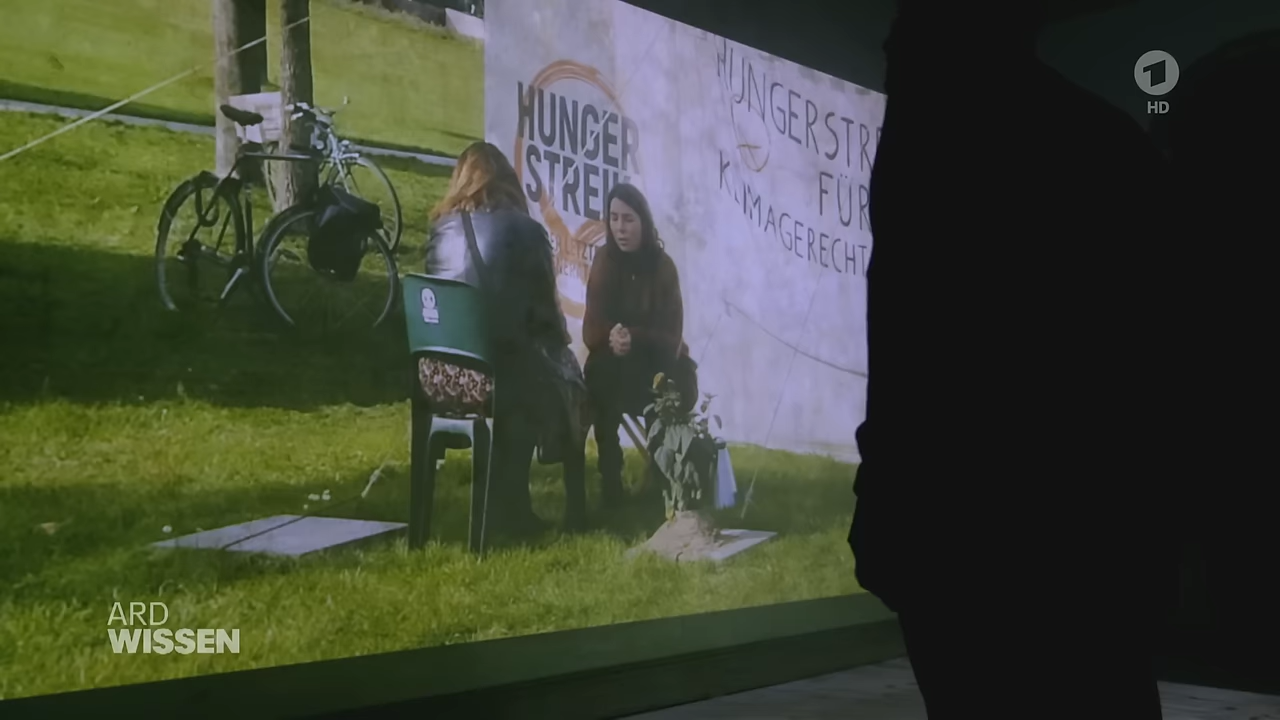 HUNGER
STREIK
HUNGERSTRE
FÜR
KLIMAGERECHT
1
HD
ARD
WISSEN